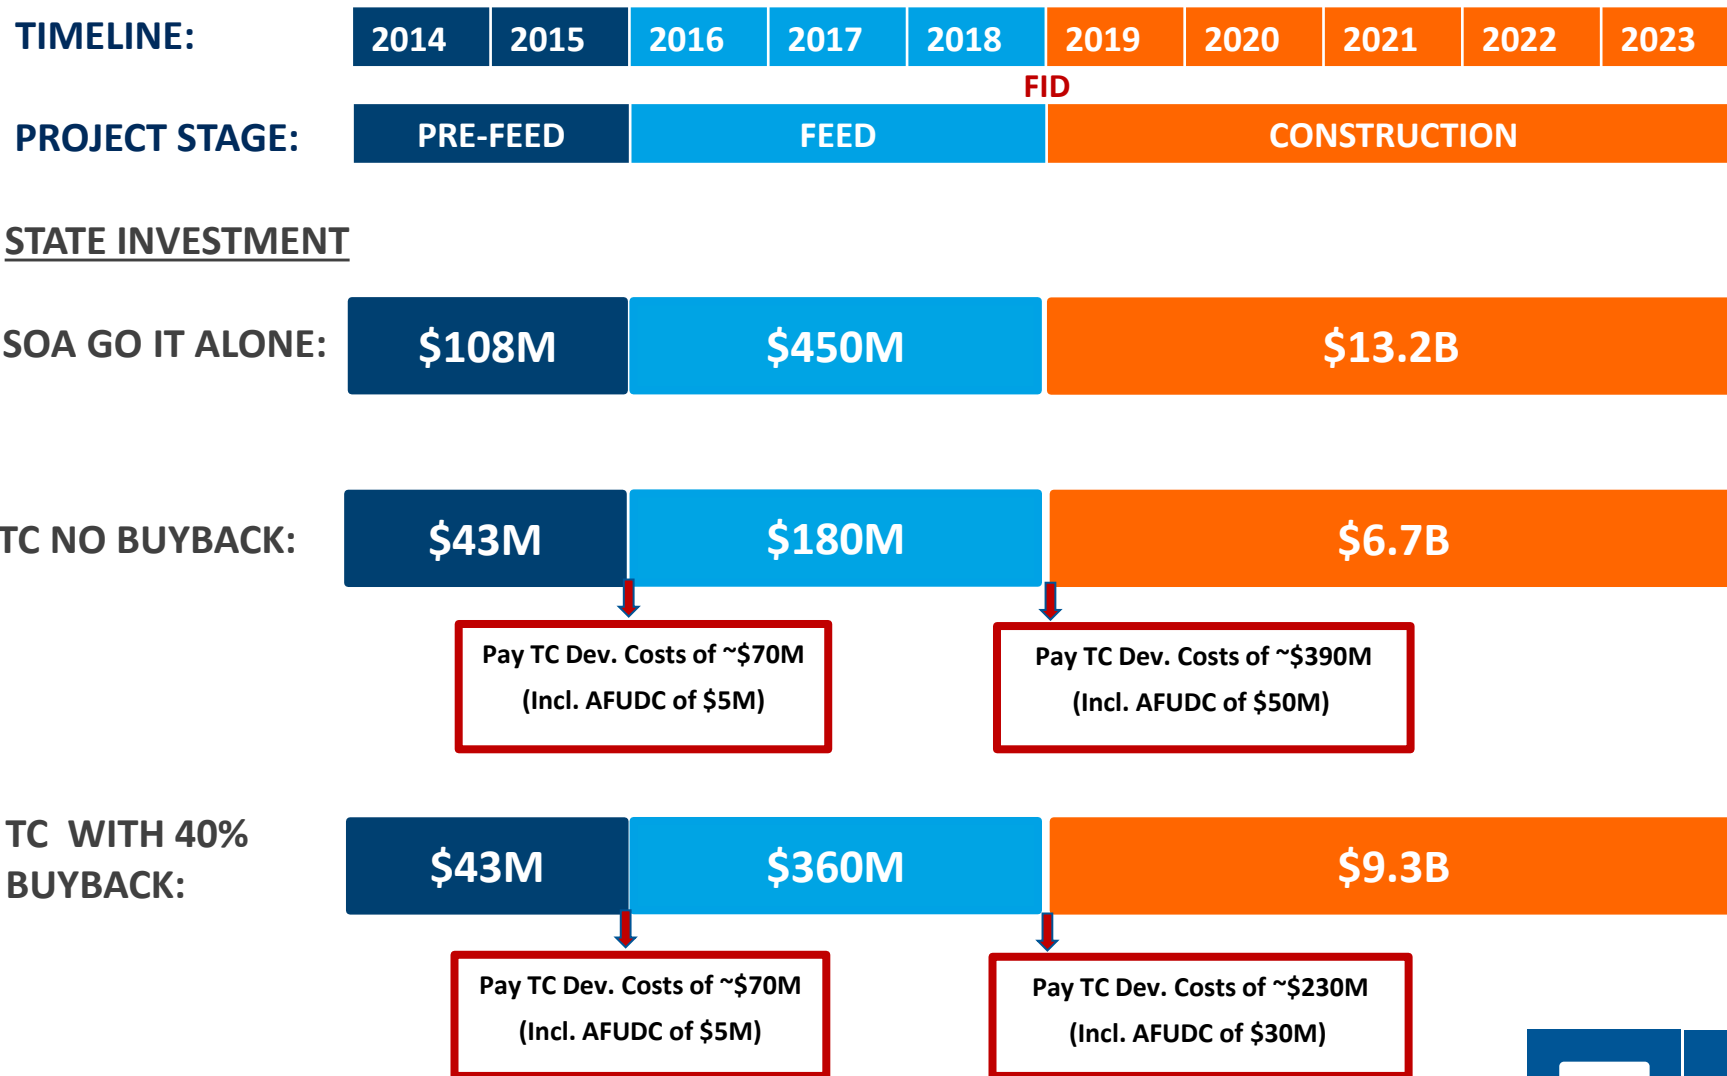 TIMELINE: 2014 2015 2016 2017 2018 2019 2020 2021 2022 2023
FID
PROJECT STAGE: PRE-FEED FEED CONSTRUCTION
STATE INVESTMENT
SOA GO IT ALONE: $108M $450M $13.2B
TC NO BUYBACK: $43M $180M $6.7B
Pay TC Dev. Costs of ~$70M
(Incl. AFUDC of $5M)
Pay TC Dev. Costs of ~$390M
(Incl. AFUDC of $50M)
TC WITH 40%
BUYBACK:
$43M $360M $9.3B
Pay TC Dev. Costs of ~$70M
(Incl. AFUDC of $5M)
Pay TC Dev. Costs of ~$230M
(Incl. AFUDC of $30M)